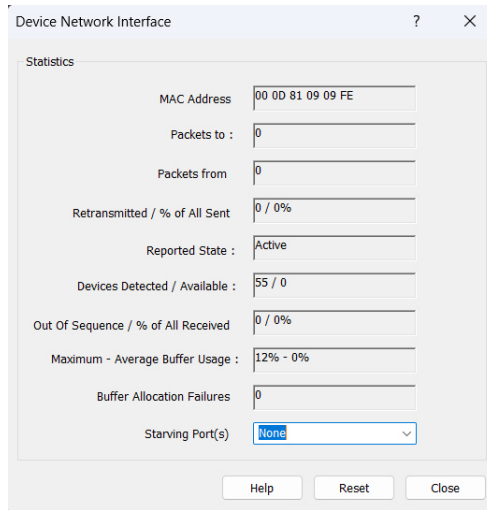 Device Network Interface ? ×
Statistics
MAC Address 00 0D 81 09 09 FE
Packets to : 0
Packets from 0
Retransmitted / % of All Sent 0 / 0%
Reported State : Active
Devices Detected / Available : 55 / 0
Out Of Sequence / % of All Received 0 / 0%
Maximum - Average Buffer Usage : 12% - 0%
Buffer Allocation Failures 0
Starving Port(s) None
Help Reset Close